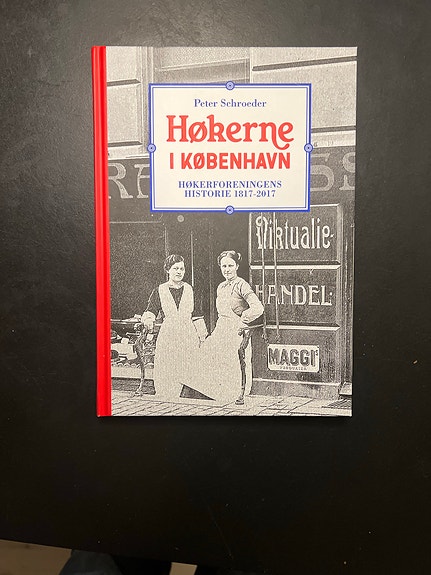 Peter Schroeder
Høkerne
I KØBENHAVN
HØKERFORENINGENS
HISTORIE 1817-2017
Viktualie-
HANDEL.
MAGGI